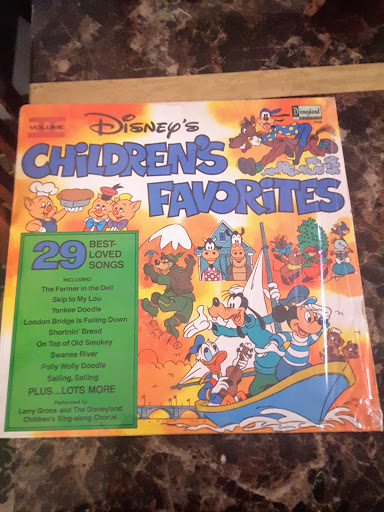 II
VOLUME
Disney's
Disneyland
CHILDREN'S
FAVORITES
29 BEST-
LOVED
SONGS
INCLUDING:
The Farmer in the Dell
Skip to My Lou
Yankee Doodle
London Bridge is Falling Down
Shortnin' Bread
On Top of Old Smokey
Swanee River
Polly Wolly Doodle
Sailing, Sailing
PLUS...LOTS MORE
Performed by
Larry Groce and The Disneyland
Children's Sing-along Chorus